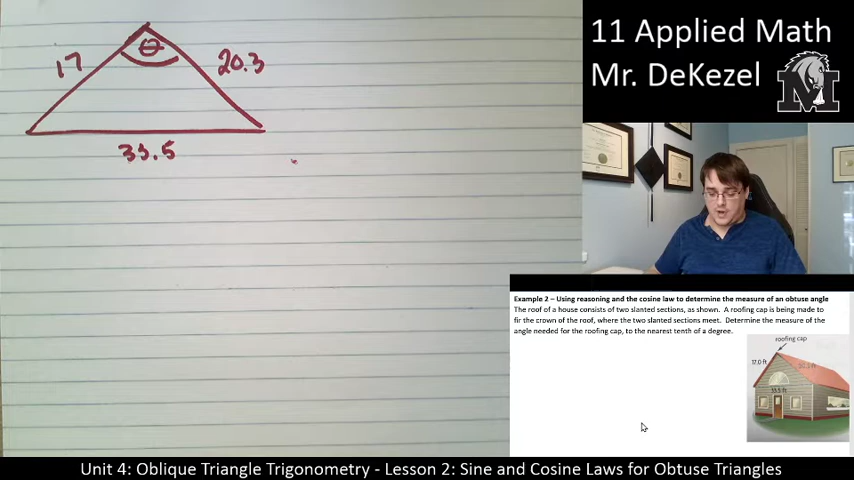 θ
17
20.3
33.5
11 Applied Math
Mr. DeKezel
M
Example 2 – Using reasoning and the cosine law to determine the measure of an obtuse angle
The roof of a house consists of two slanted sections, as shown. A roofing cap is being made to
fir the crown of the roof, where the two slanted sections meet. Determine the measure of the
angle needed for the roofing cap, to the nearest tenth of a degree.
roofing cap
17.0 ft
33.5 ft
Unit 4: Oblique Triangle Trigonometry - Lesson 2: Sine and Cosine Laws for Obtuse Triangles